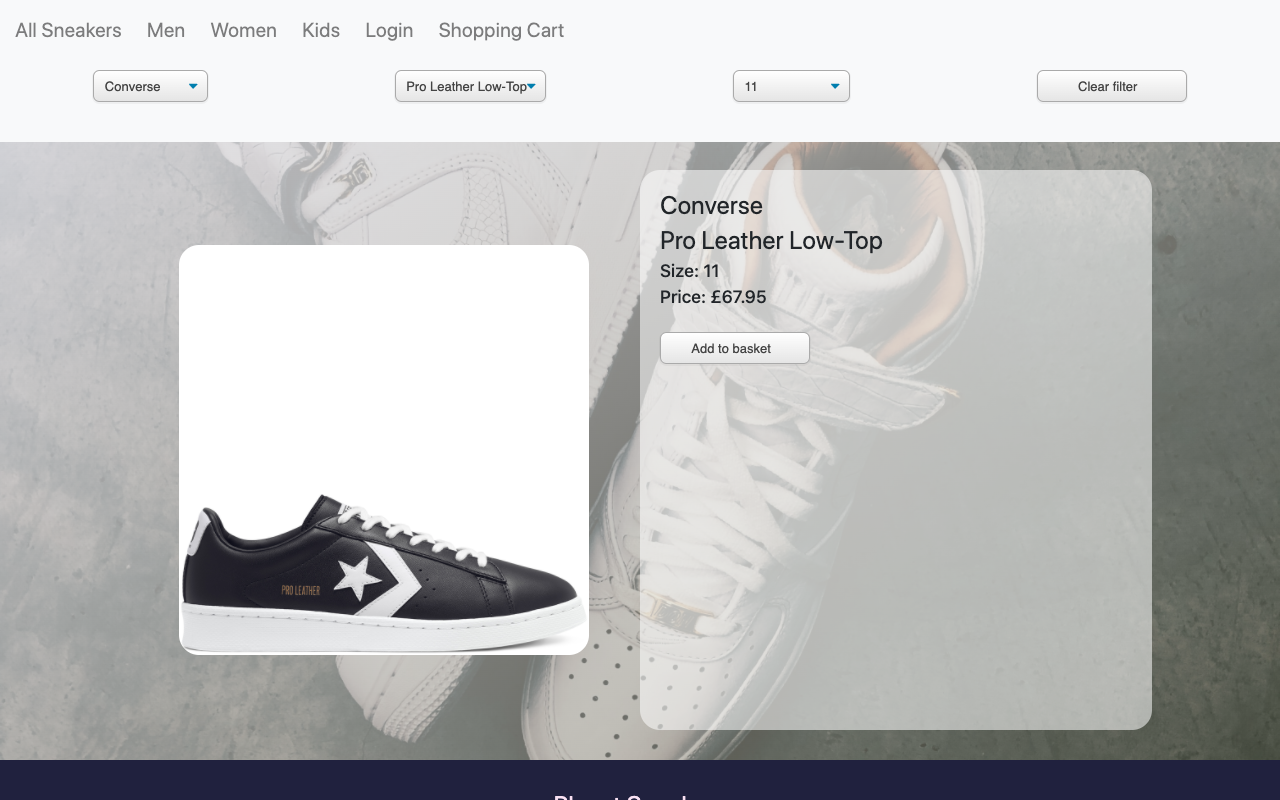 All Sneakers Men Women Kids Login Shopping Cart
Converse Pro Leather Low-Top 11 Clear filter
Converse
Pro Leather Low-Top
Size: 11
Price: £67.95
Add to basket
PRO LEATHER